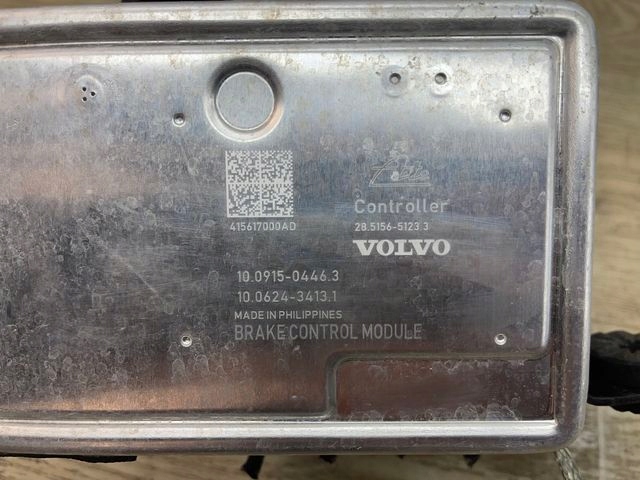 Ate
Controller
415617000AD
28.5156-5123.3
VOLVO
10.0915-0446.3
10.0624-3413.1
MADE IN PHILIPPINES
BRAKE CONTROL MODULE